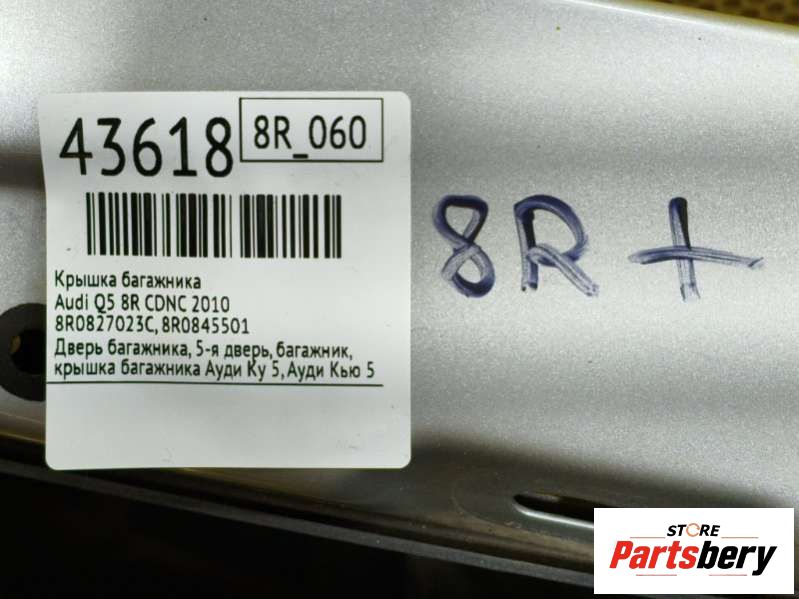 43618
8R_060
Крышка багажника
Audi Q5 8R CDNC 2010
8R0827023C, 8R0845501
Дверь багажника, 5-я дверь, багажник,
крышка багажника Ауди Ку 5, Ауди Кью 5
8R+
STORE
Partsbery